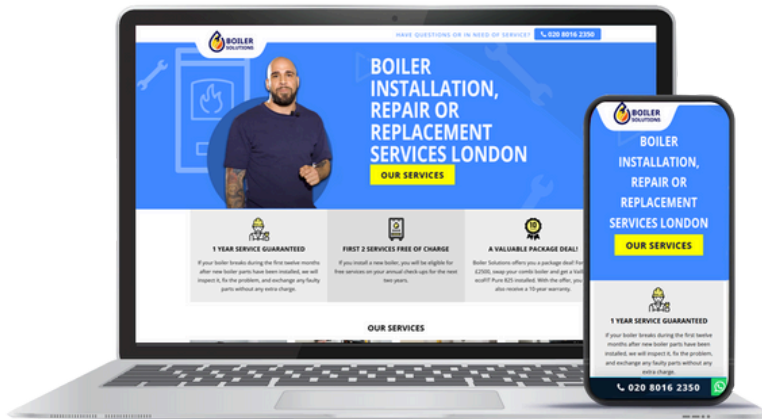 BOILER
SOLUTIONS
HAVE QUESTIONS OR IN NEED OF SERVICE?
020 8016 2350
BOILER
INSTALLATION,
REPAIR OR
REPLACEMENT
SERVICES LONDON
OUR SERVICES
1 YEAR SERVICE GUARANTEED
If your boiler breaks during the first twelve
months after new boiler parts have been installed, we will
inspect it, fix the problem, and exchange any faulty
parts without any extra charge.
FIRST 2 SERVICES FREE OF CHARGE
If you install a new boiler, you will be eligible for
free services on your annual check-ups for the next
two years.
A VALUABLE PACKAGE DEAL!
Boiler Solutions offers you a package deal! For
£2500, swap your combi boiler and get a
ecoFIT Pure 825 installed. With the offer, you
also receive a 10-year warranty.
OUR SERVICES
BOILER
SOLUTIONS
BOILER
INSTALLATION,
REPAIR OR
REPLACEMENT
SERVICES LONDON
OUR SERVICES
1 YEAR SERVICE GUARANTEED
If your boiler breaks during the first twelve
months after new boiler parts have been
installed, we will inspect it, fix the problem,
and exchange any faulty parts without any
extra charge.
020 8016 2350